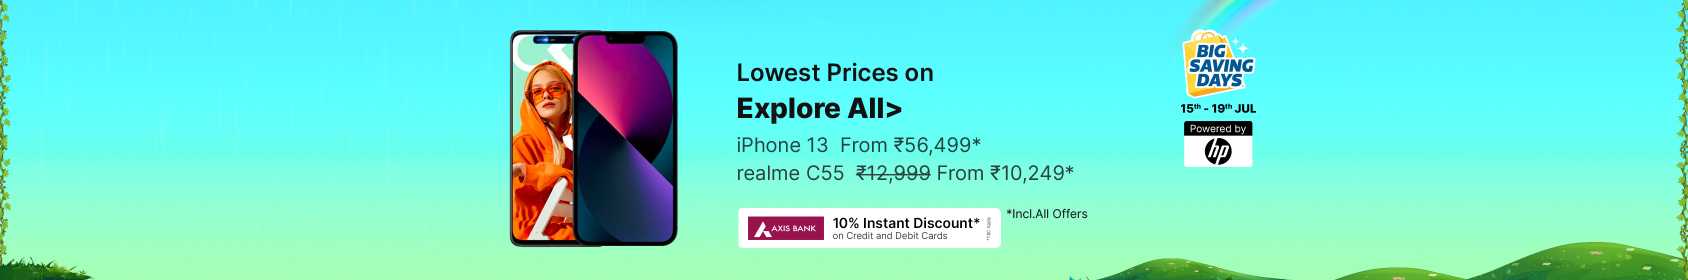 Lowest Prices on
Explore All>
iPhone 13 From ₹56,499*
realme C55 ₹12,999 From ₹10,249*
AXIS BANK
10% Instant Discount*
on Credit and Debit Cards
*T&C Apply
*Incl.All Offers
BIG
SAVING
DAYS
15th - 19th JUL
Powered by
hp